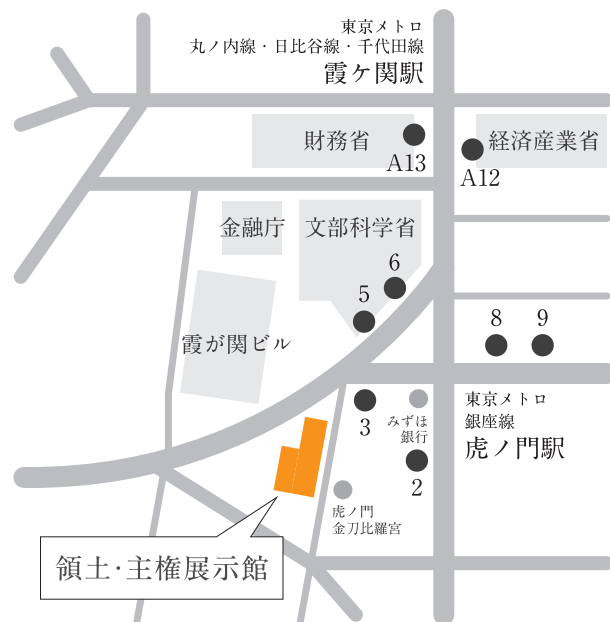 東京メトロ
丸ノ内線・日比谷線・千代田線
霞ケ関駅
財務省
経済産業省
A13
A12
金融庁
文部科学省
6
5
8
9
霞が関ビル
東京メトロ
銀座線
虎ノ門駅
みずほ
銀行
3
2
虎ノ門
金刀比羅宮
領土・主権展示館